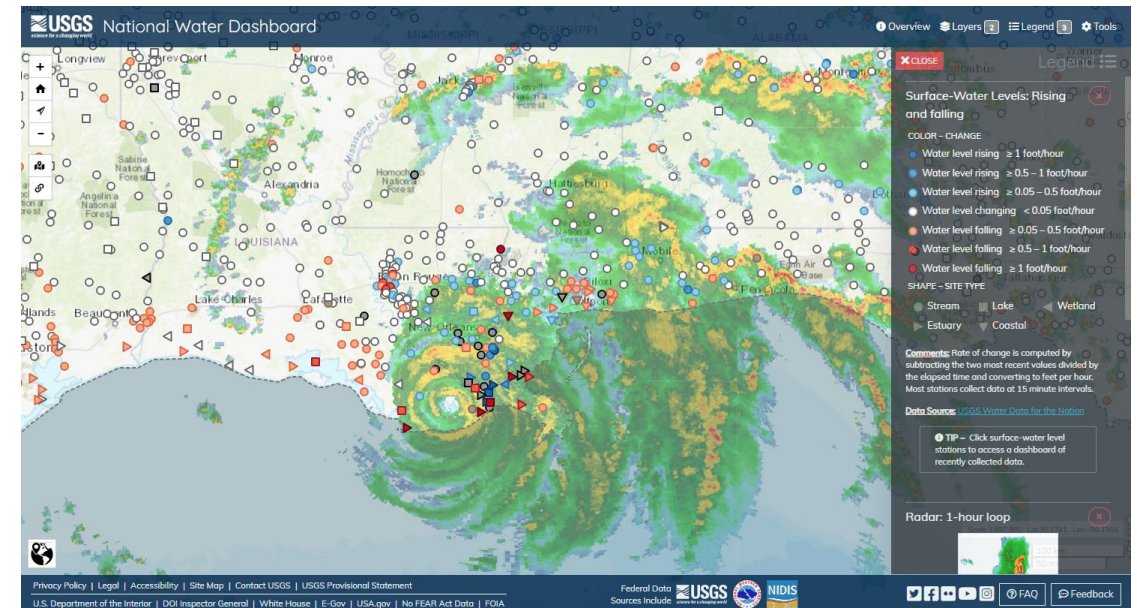 USGS National Water Dashboard
science for a changing world
Overview Layers 2 Legend 3 Tools
MISSISSIPPI
ALABAMA
CLOSE
Legend
Longview
Monroe
Jack
Sabine
National
Forest
Angelina
National
Forest
Alexandria
Homochitto
National
Forest
Hattiesburg
LOUISIANA
Mobile
Biloxi
Pensacola
Lake Charles
Lafayette
Beaumont
New Orleans
Surface-Water Levels: Rising
and falling
COLOR – CHANGE
Water level rising ≥ 1 foot/hour
Water level rising ≥ 0.5 – 1 foot/hour
Water level rising ≥ 0.05 – 0.5 foot/hour
Water level changing < 0.05 foot/hour
Water level falling ≥ 0.05 – 0.5 foot/hour
Water level falling ≥ 0.5 – 1 foot/hour
Water level falling ≥ 1 foot/hour
SHAPE – SITE TYPE
Stream Lake Wetland
Estuary Coastal
Comments: Rate of change is computed by
subtracting the two most recent values divided by
the elapsed time and converting to feet per hour.
Most stations collect data at 15 minute intervals.
Data Source: USGS Water Data for the Nation
TIP – Click surface-water level
stations to access a dashboard of
recently collected data.
Radar: 1-hour loop
Privacy Policy | Legal | Accessibility | Site Map | Contact USGS | USGS Provisional Statement
U.S. Department of the Interior | DOI Inspector General | White House | E-Gov | USA.gov | No FEAR Act Data | FOIA
Federal Data
Sources Include
USGS
science for a changing world
NIDIS
FAQ
Feedback